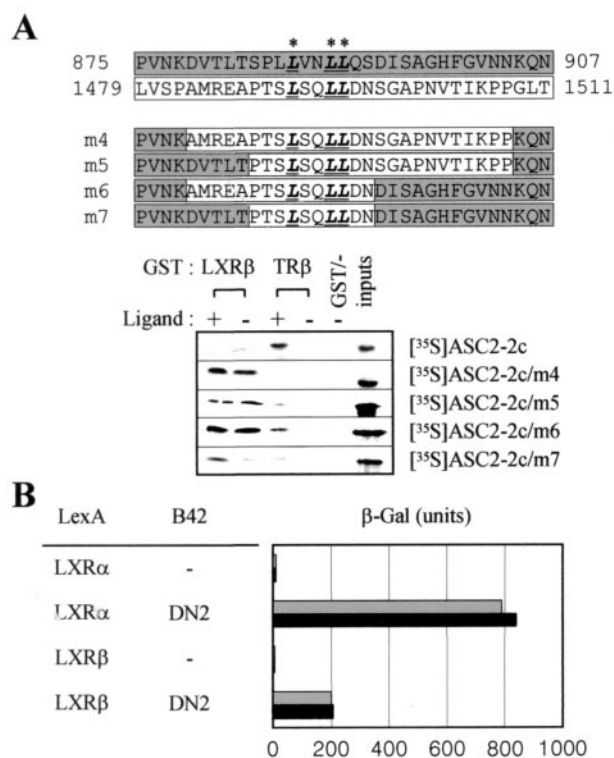 A
* **
875 PVNKDVTLTSPLLVNLLQSDISAGHFGVNNKQN 907
1479 LVSPAMREAPTSLSQLLDNSGAPNVTIKPPGLT 1511
m4 PVNKAMREAPTSLSQLLDNSGAPNVTIKPPKQN
m5 PVNKDVTLTPTSLSQLLDNSGAPNVTIKPPKQN
m6 PVNKAMREAPTSLSQLLDNDISAGHFGVNNKQN
m7 PVNKDVTLTPTSLSQLLDNDISAGHFGVNNKQN
GST : LXRβ TRβ GST/- inputs
Ligand : + - + - -
[³⁵S]ASC2-2c
[³⁵S]ASC2-2c/m4
[³⁵S]ASC2-2c/m5
[³⁵S]ASC2-2c/m6
[³⁵S]ASC2-2c/m7
B
LexA B42 β-Gal (units)
LXRα -
LXRα DN2
LXRβ -
LXRβ DN2
0 200 400 600 800 1000